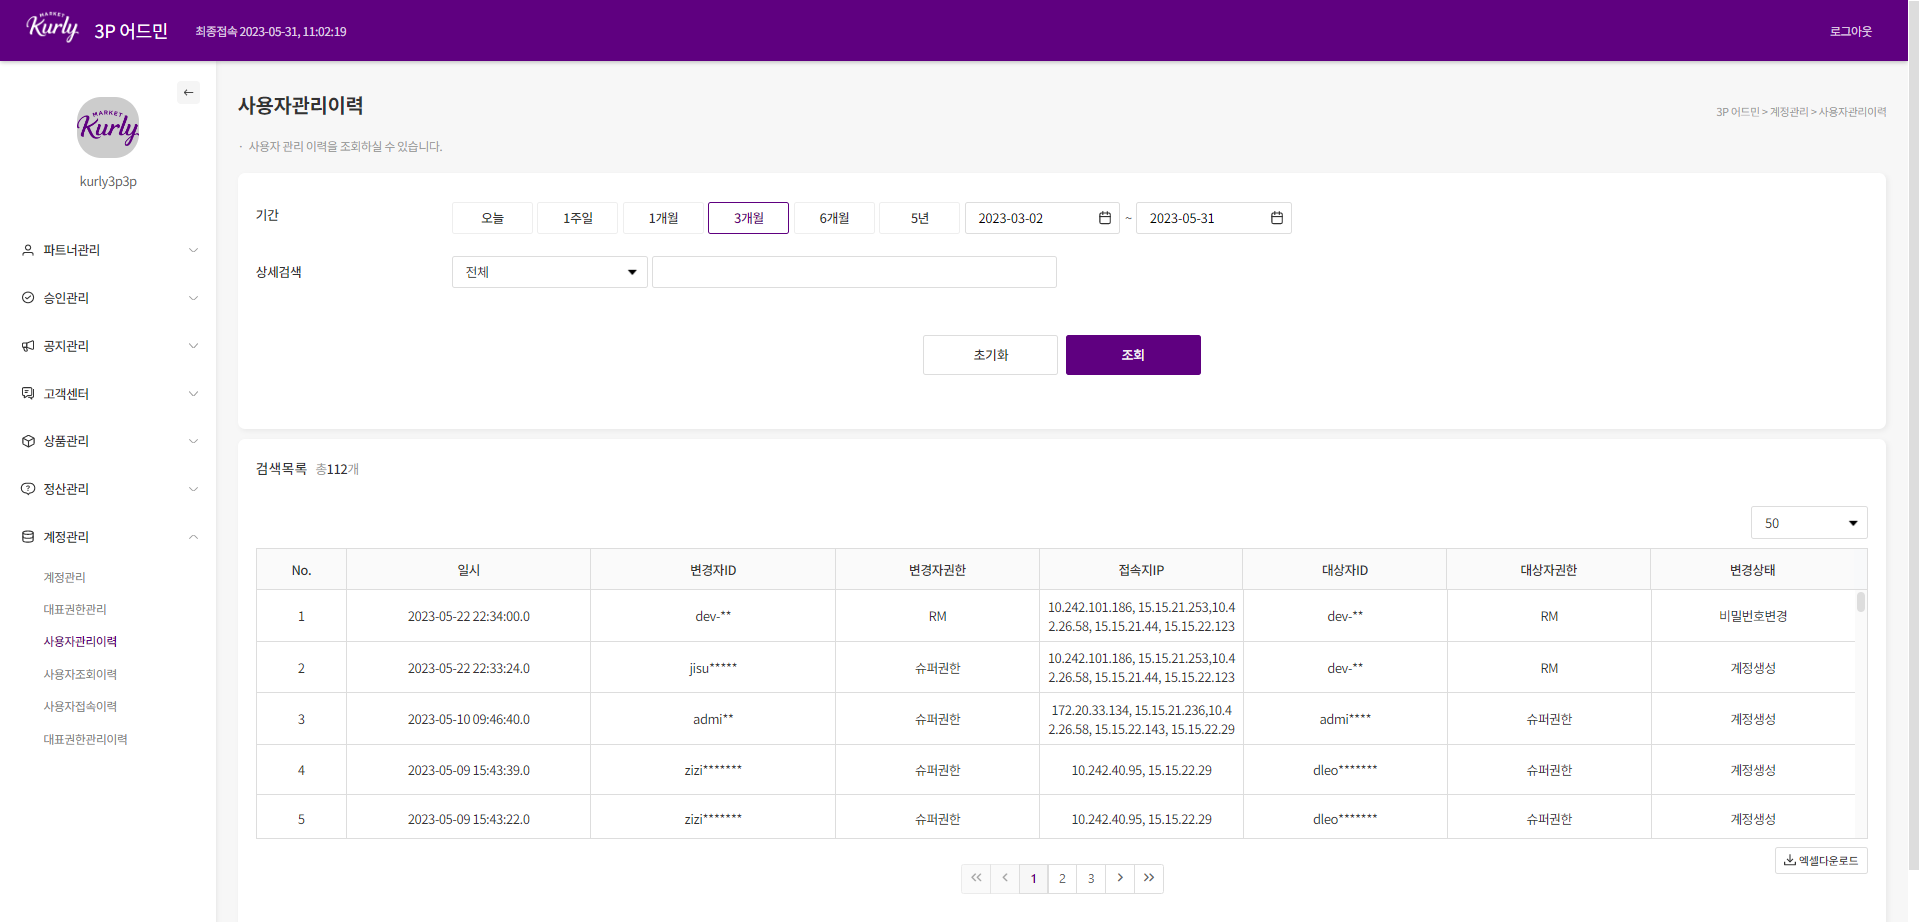 MARKET Kurly 3P 어드민 최종접속 2023-05-31, 11:02:19 로그아웃
MARKET
Kurly
kurly3p3p
파트너관리
승인관리
공지관리
고객센터
상품관리
정산관리
계정관리
계정관리
대표권한관리
사용자관리이력
사용자조회이력
사용자접속이력
대표권한관리이력
사용자관리이력
3P 어드민 > 계정관리 > 사용자관리이력
· 사용자 관리 이력을 조회하실 수 있습니다.
기간 오늘 1주일 1개월 3개월 6개월 5년 2023-03-02 ~ 2023-05-31
상세검색 전체
초기화 조회
검색목록 총112개
50
No. 일시 변경자ID 변경자권한 접속지IP 대상자ID 대상자권한 변경상태
1 2023-05-22 22:34:00.0 dev-** RM 10.242.101.186, 15.15.21.253,10.4 dev-** RM 비밀번호변경
2.26.58, 15.15.21.44, 15.15.22.123
2 2023-05-22 22:33:24.0 jisu***** 슈퍼권한 10.242.101.186, 15.15.21.253,10.4 dev-** RM 계정생성
2.26.58, 15.15.21.44, 15.15.22.123
3 2023-05-10 09:46:40.0 admi** 슈퍼권한 172.20.33.134, 15.15.21.236,10.4 admi**** 슈퍼권한 계정생성
2.26.58, 15.15.22.143, 15.15.22.29
4 2023-05-09 15:43:39.0 zizi******* 슈퍼권한 10.242.40.95, 15.15.22.29 dleo******* 슈퍼권한 계정생성
5 2023-05-09 15:43:22.0 zizi******* 슈퍼권한 10.242.40.95, 15.15.22.29 dleo******* 슈퍼권한 계정생성
엑셀다운로드
1 2 3